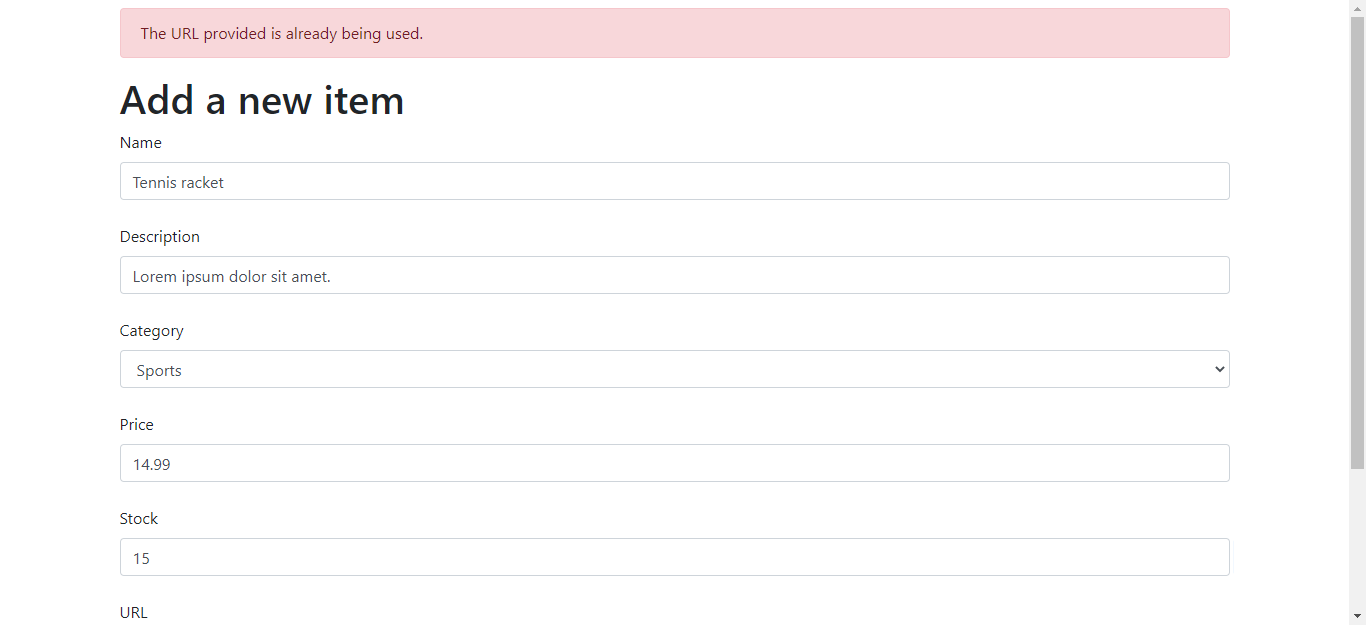 The URL provided is already being used.
Add a new item
Name
Tennis racket
Description
Lorem ipsum dolor sit amet.
Category
Sports
Price
14.99
Stock
15
URL